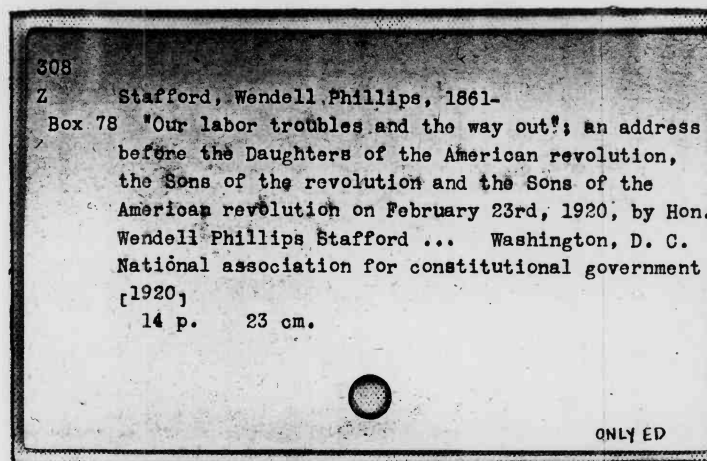 308
Z Stafford, Wendell Phillips, 1861-
Box 78 "Our labor troubles and the way out"; an address
before the Daughters of the American revolution,
the Sons of the revolution and the Sons of the
American revolution on February 23rd, 1920, by Hon.
Wendell Phillips Stafford ... Washington, D. C.
National association for constitutional government
[1920]
14 p. 23 cm.
ONLY ED